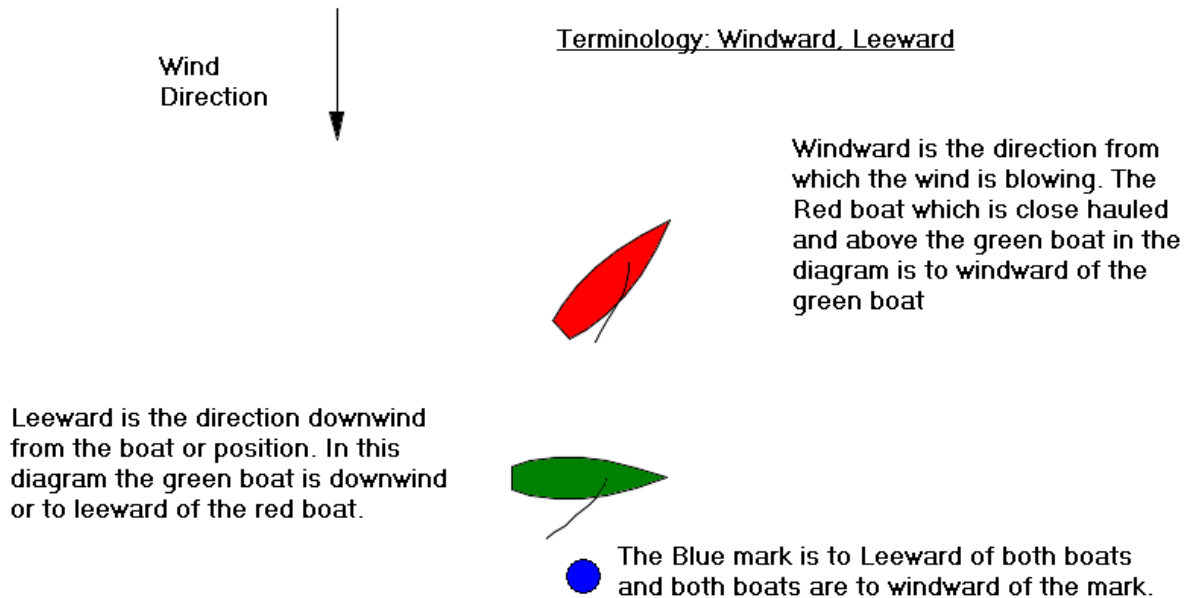 Terminology: Windward, Leeward
Wind
Direction
Windward is the direction from
which the wind is blowing. The
Red boat which is close hauled
and above the green boat in the
diagram is to windward of the
green boat
Leeward is the direction downwind
from the boat or position. In this
diagram the green boat is downwind
or to leeward of the red boat.
The Blue mark is to Leeward of both boats
and both boats are to windward of the mark.